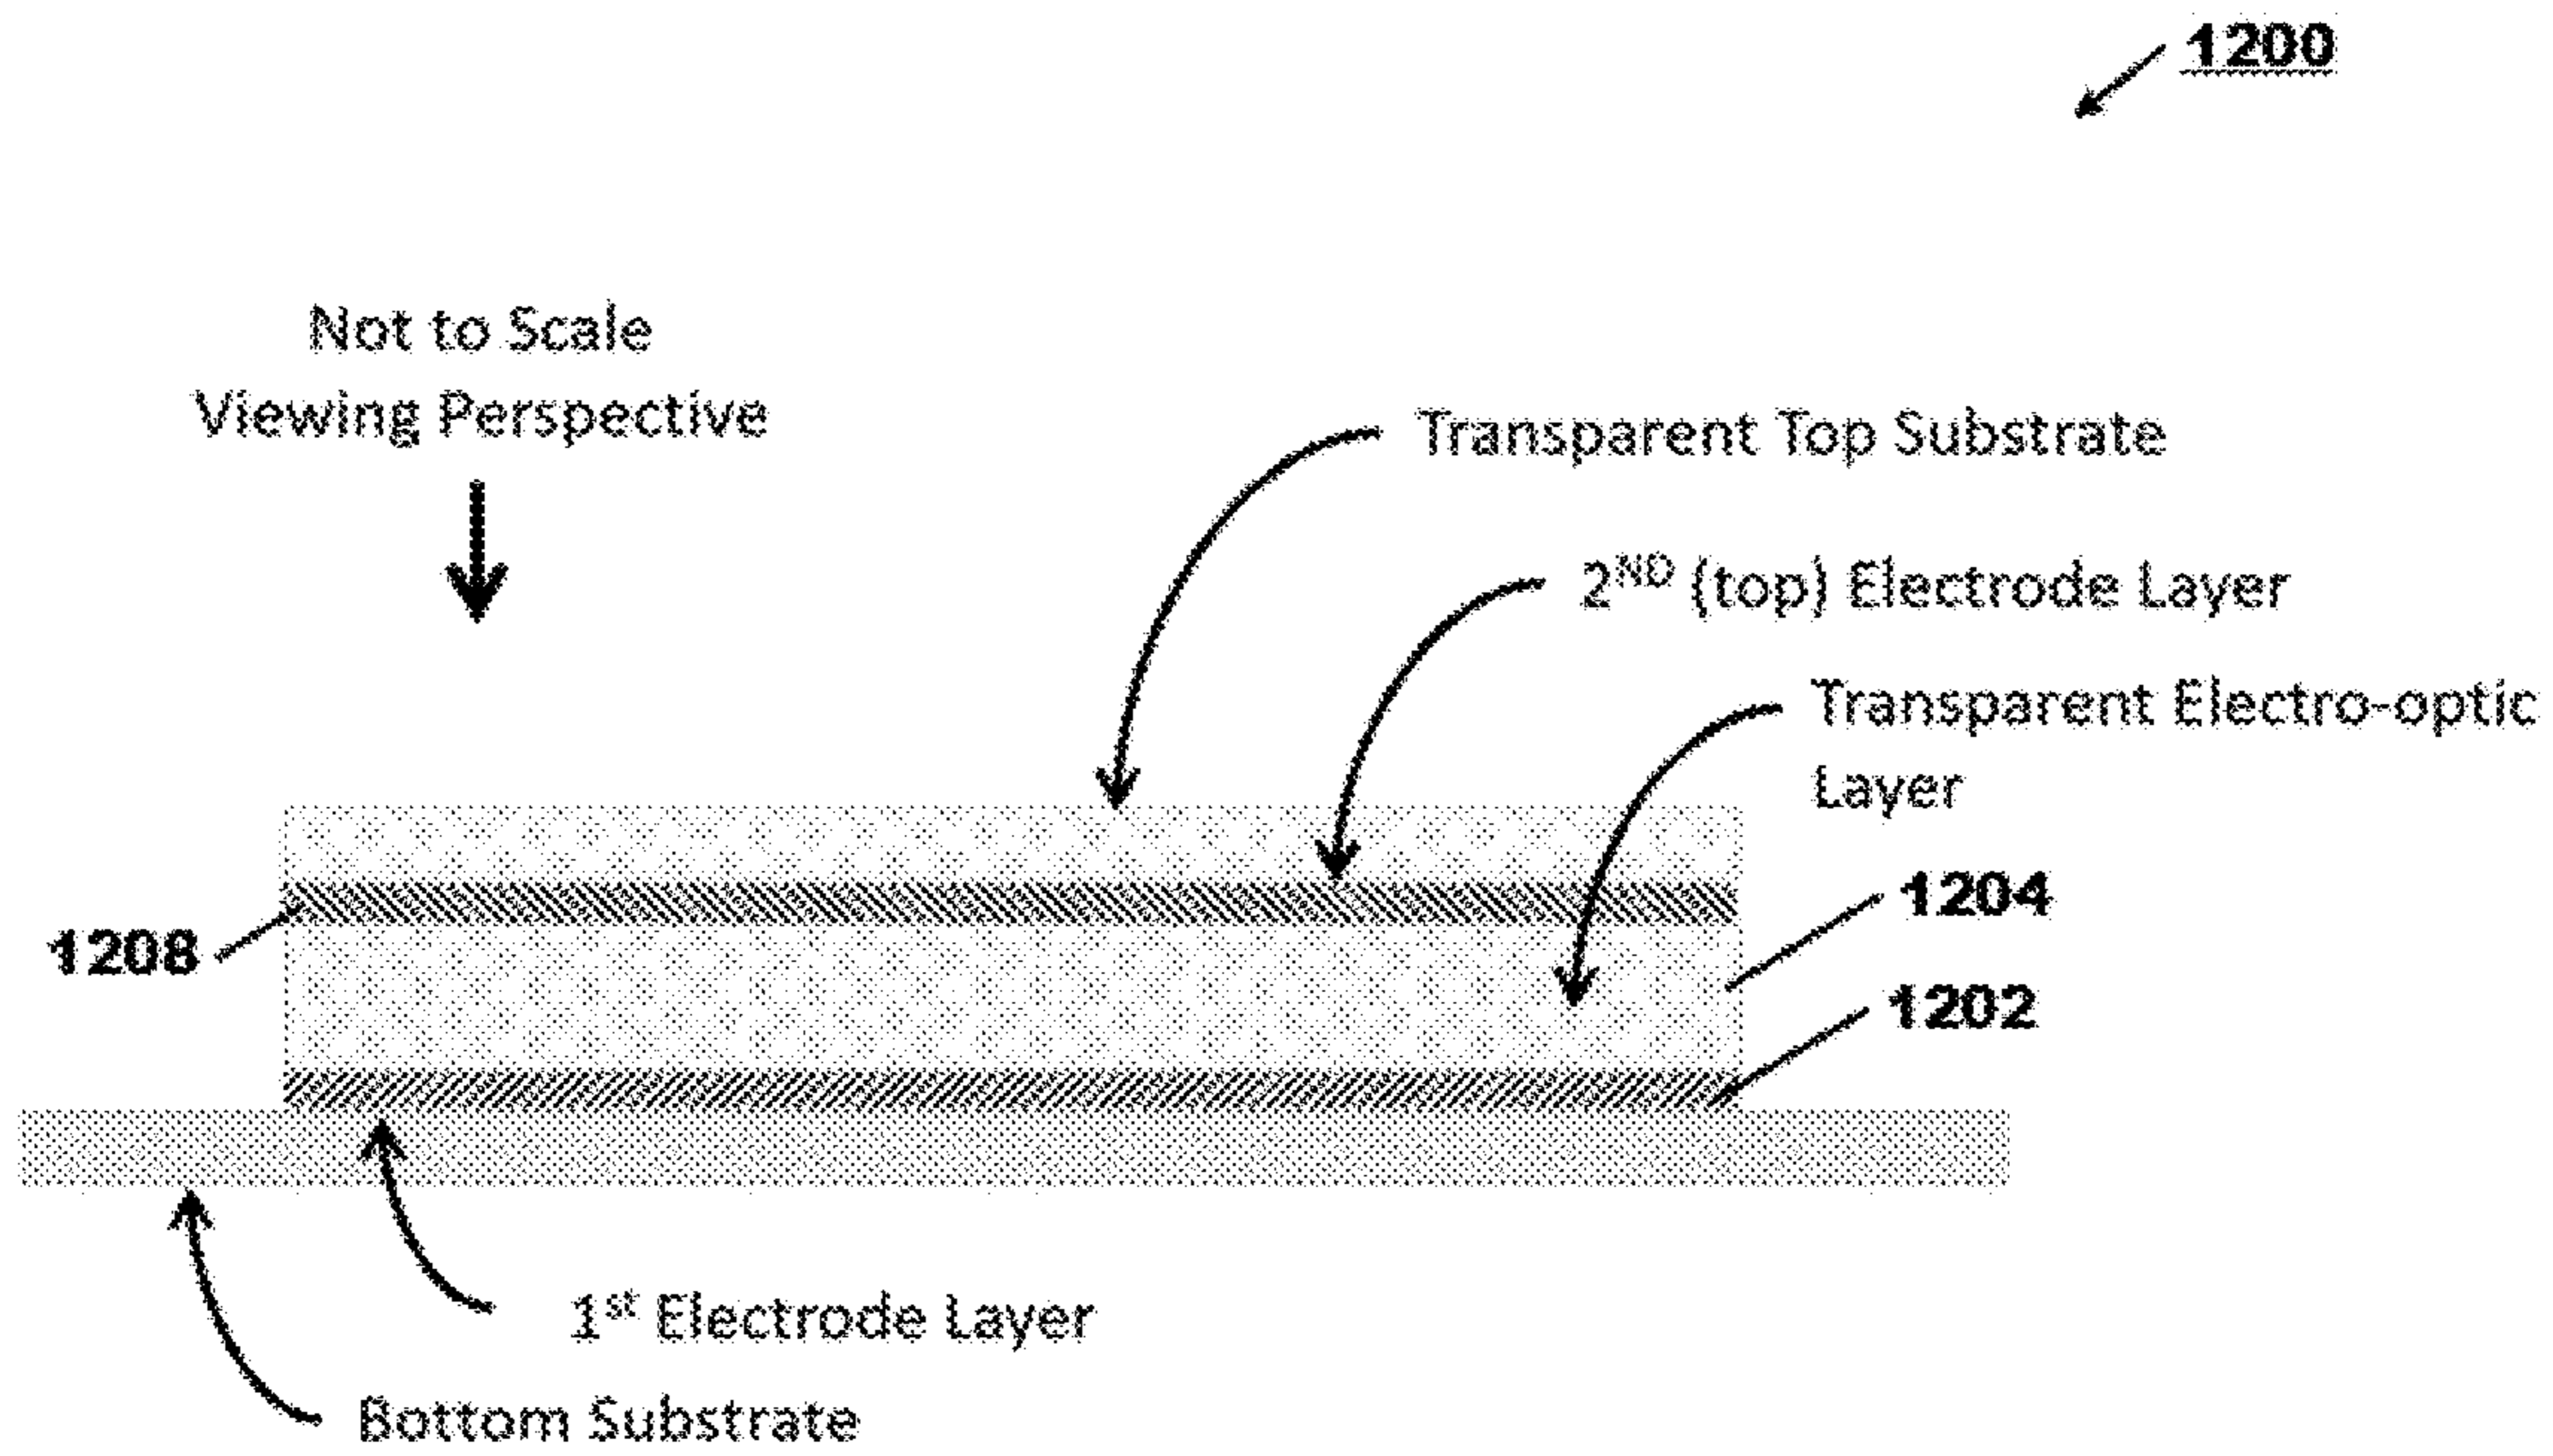 1200
Not to Scale
Viewing Perspective
Transparent Top Substrate
2ND (top) Electrode Layer
Transparent Electro-optic
Layer
1204
1208
1202
1st Electrode Layer
Bottom Substrate